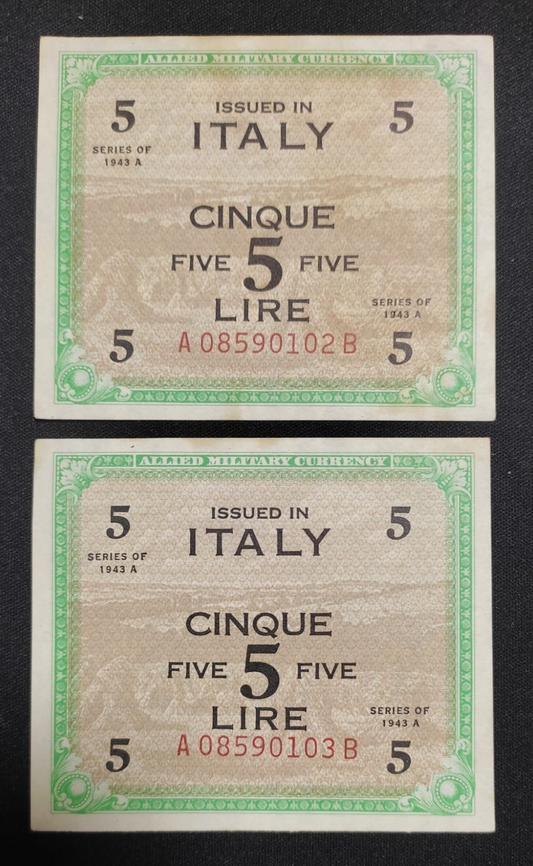 ALLIED MILITARY CURRENCY
5 ISSUED IN 5
ITALY
SERIES OF
1943 A
CINQUE
FIVE 5 FIVE
LIRE
SERIES OF
1943 A
5 A 08590102 B 5
ALLIED MILITARY CURRENCY
5 ISSUED IN 5
ITALY
SERIES OF
1943 A
CINQUE
FIVE 5 FIVE
LIRE
SERIES OF
1943 A
5 A 08590103 B 5